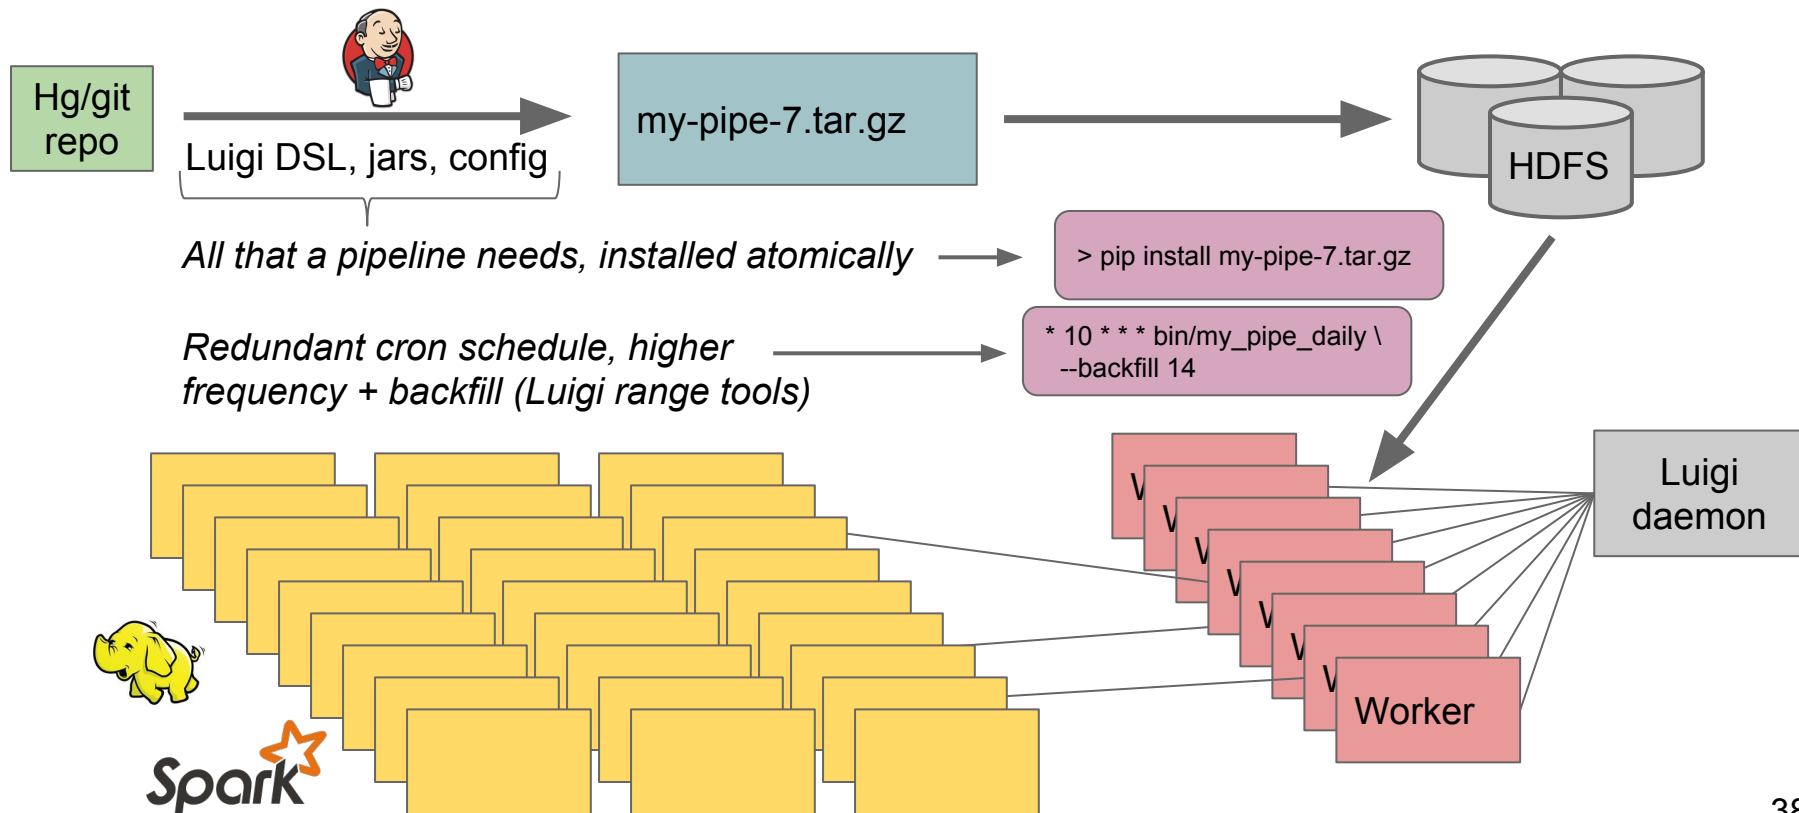 Hg/git
repo
Luigi DSL, jars, config
my-pipe-7.tar.gz
HDFS
All that a pipeline needs, installed atomically
> pip install my-pipe-7.tar.gz
Redundant cron schedule, higher
frequency + backfill (Luigi range tools)
* 10 * * * bin/my_pipe_daily \
--backfill 14
Luigi
daemon
W
W
W
W
W
W
W
Worker
Spark
38